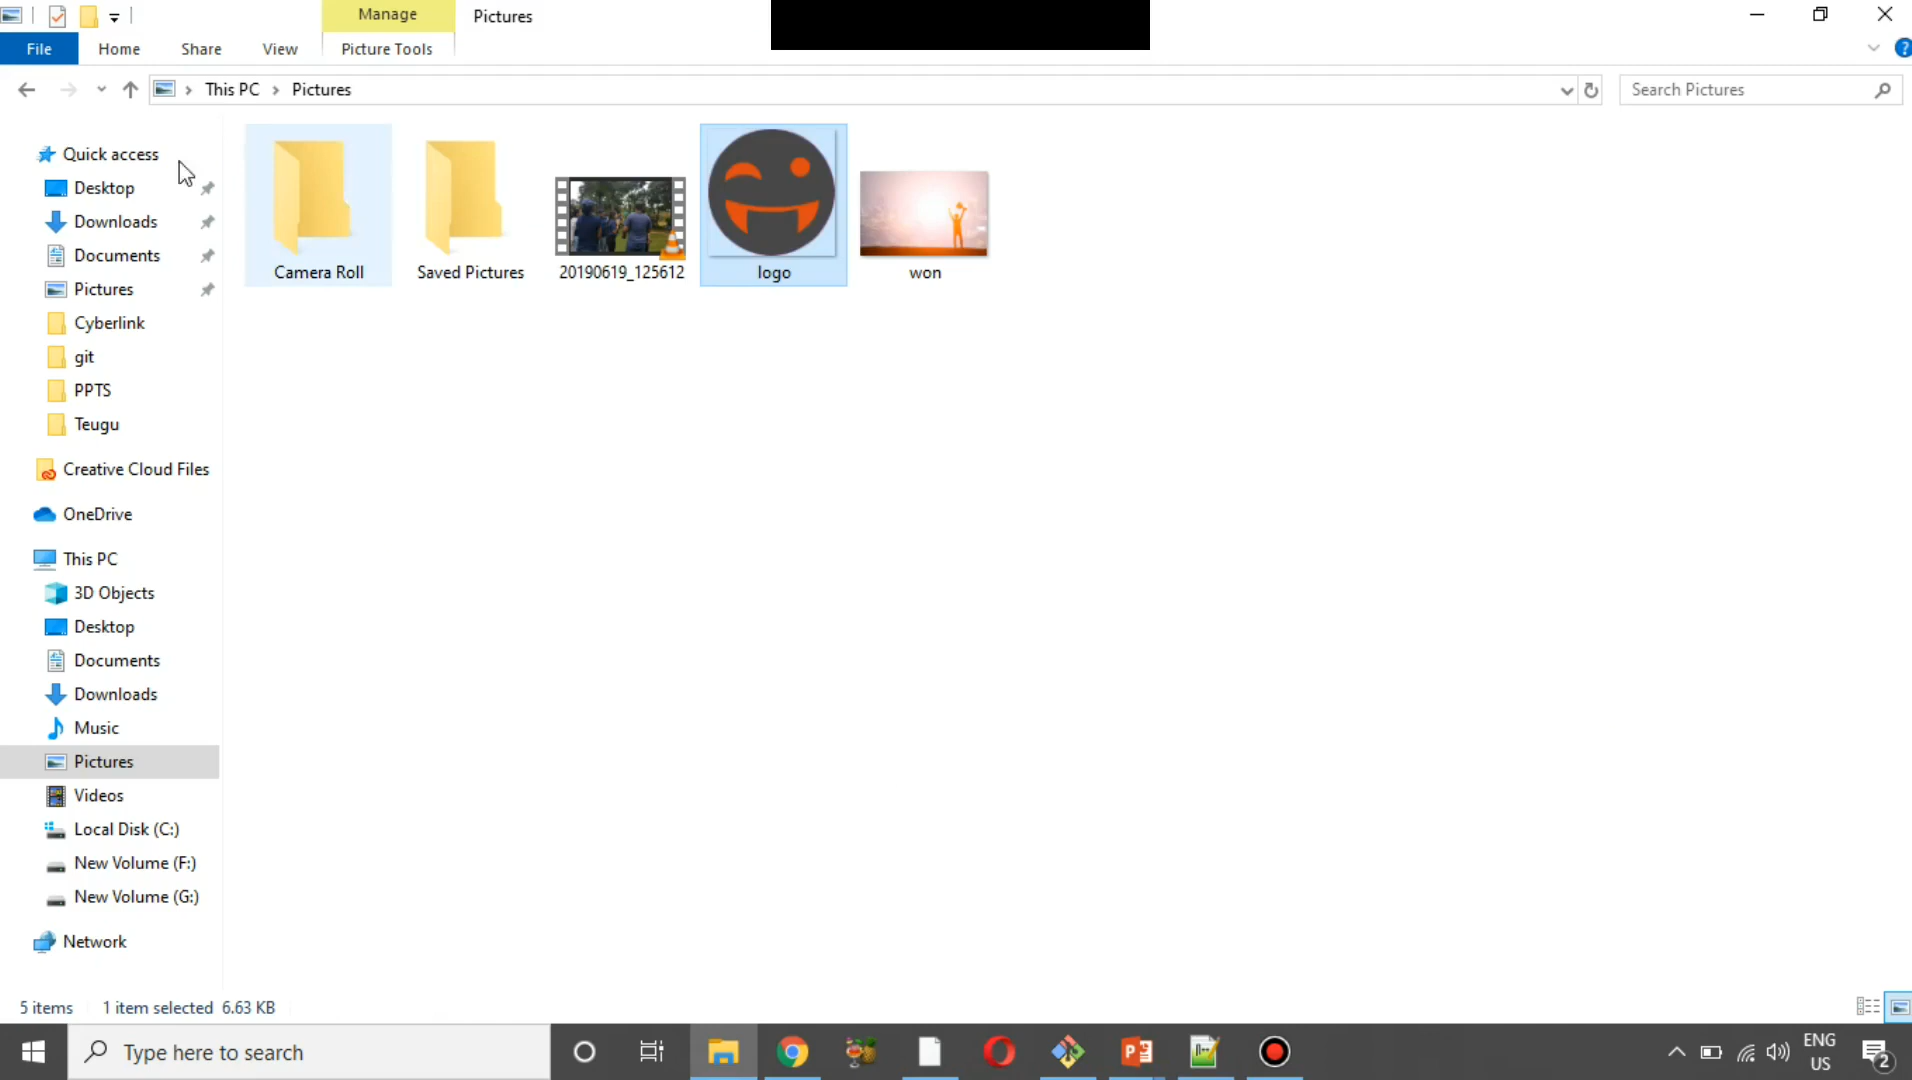 Manage
Pictures
File
Home
Share
View
Picture Tools
?
This PC
Pictures
Search Pictures
Quick access
Desktop
Downloads
Documents
Pictures
Cyberlink
git
PPTS
Teugu
Creative Cloud Files
OneDrive
This PC
3D Objects
Desktop
Documents
Downloads
Music
Pictures
Videos
Local Disk (C:)
New Volume (F:)
New Volume (G:)
Network
Camera Roll
Saved Pictures
20190619_125612
logo
won
5 items
1 item selected 6.63 KB
Type here to search
ENG
US
2